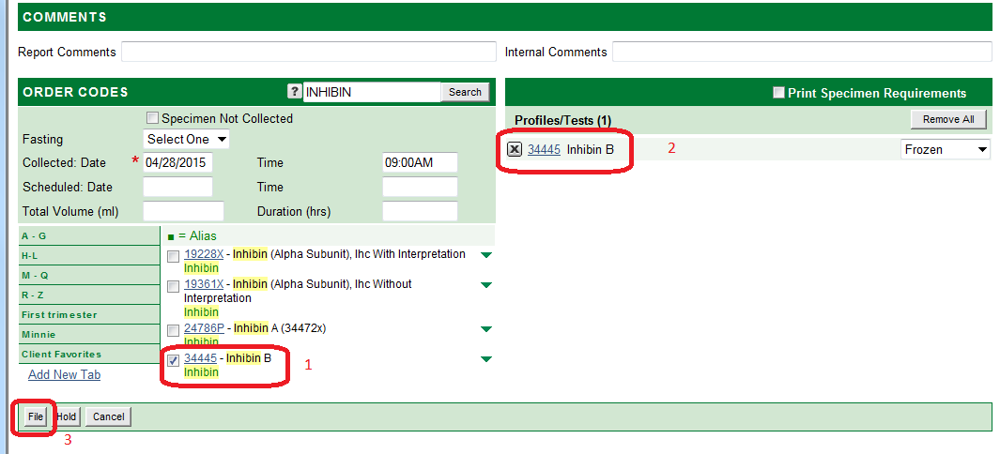 COMMENTS
Report Comments
Internal Comments
ORDER CODES
? INHIBIN Search
Specimen Not Collected
Fasting Select One
Collected: Date * 04/28/2015 Time 09:00AM
Scheduled: Date Time
Total Volume (ml) Duration (hrs)
A - G
H-L
M - Q
R - Z
First trimester
Minnie
Client Favorites
Add New Tab
= Alias
19228X - Inhibin (Alpha Subunit), Ihc With Interpretation
Inhibin
19361X - Inhibin (Alpha Subunit), Ihc Without
Interpretation
Inhibin
24786P - Inhibin A (34472x)
Inhibin
34445 - Inhibin B
Inhibin
1
Print Specimen Requirements
Profiles/Tests (1) Remove All
X 34445 Inhibin B 2 Frozen
File Hold Cancel
3